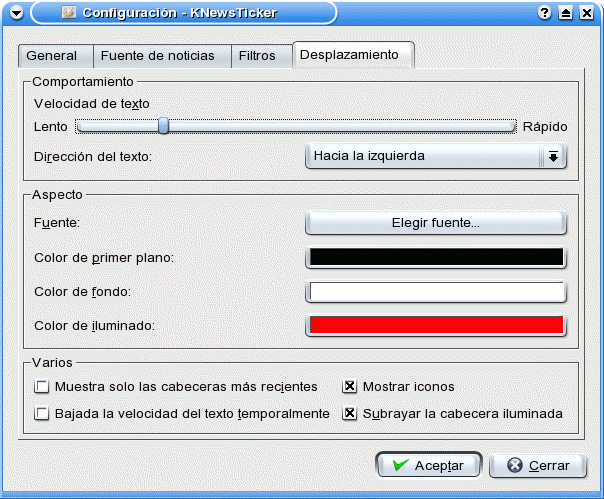 Configuración - KNewsTicker
General Fuente de noticias Filtros Desplazamiento
Comportamiento
Velocidad de texto
Lento Rápido
Dirección del texto: Hacia la izquierda
Aspecto
Fuente: Elegir fuente...
Color de primer plano:
Color de fondo:
Color de iluminado:
Varios
Muestra solo las cabeceras más recientes Mostrar iconos
Bajada la velocidad del texto temporalmente Subrayar la cabecera iluminada
Aceptar Cerrar